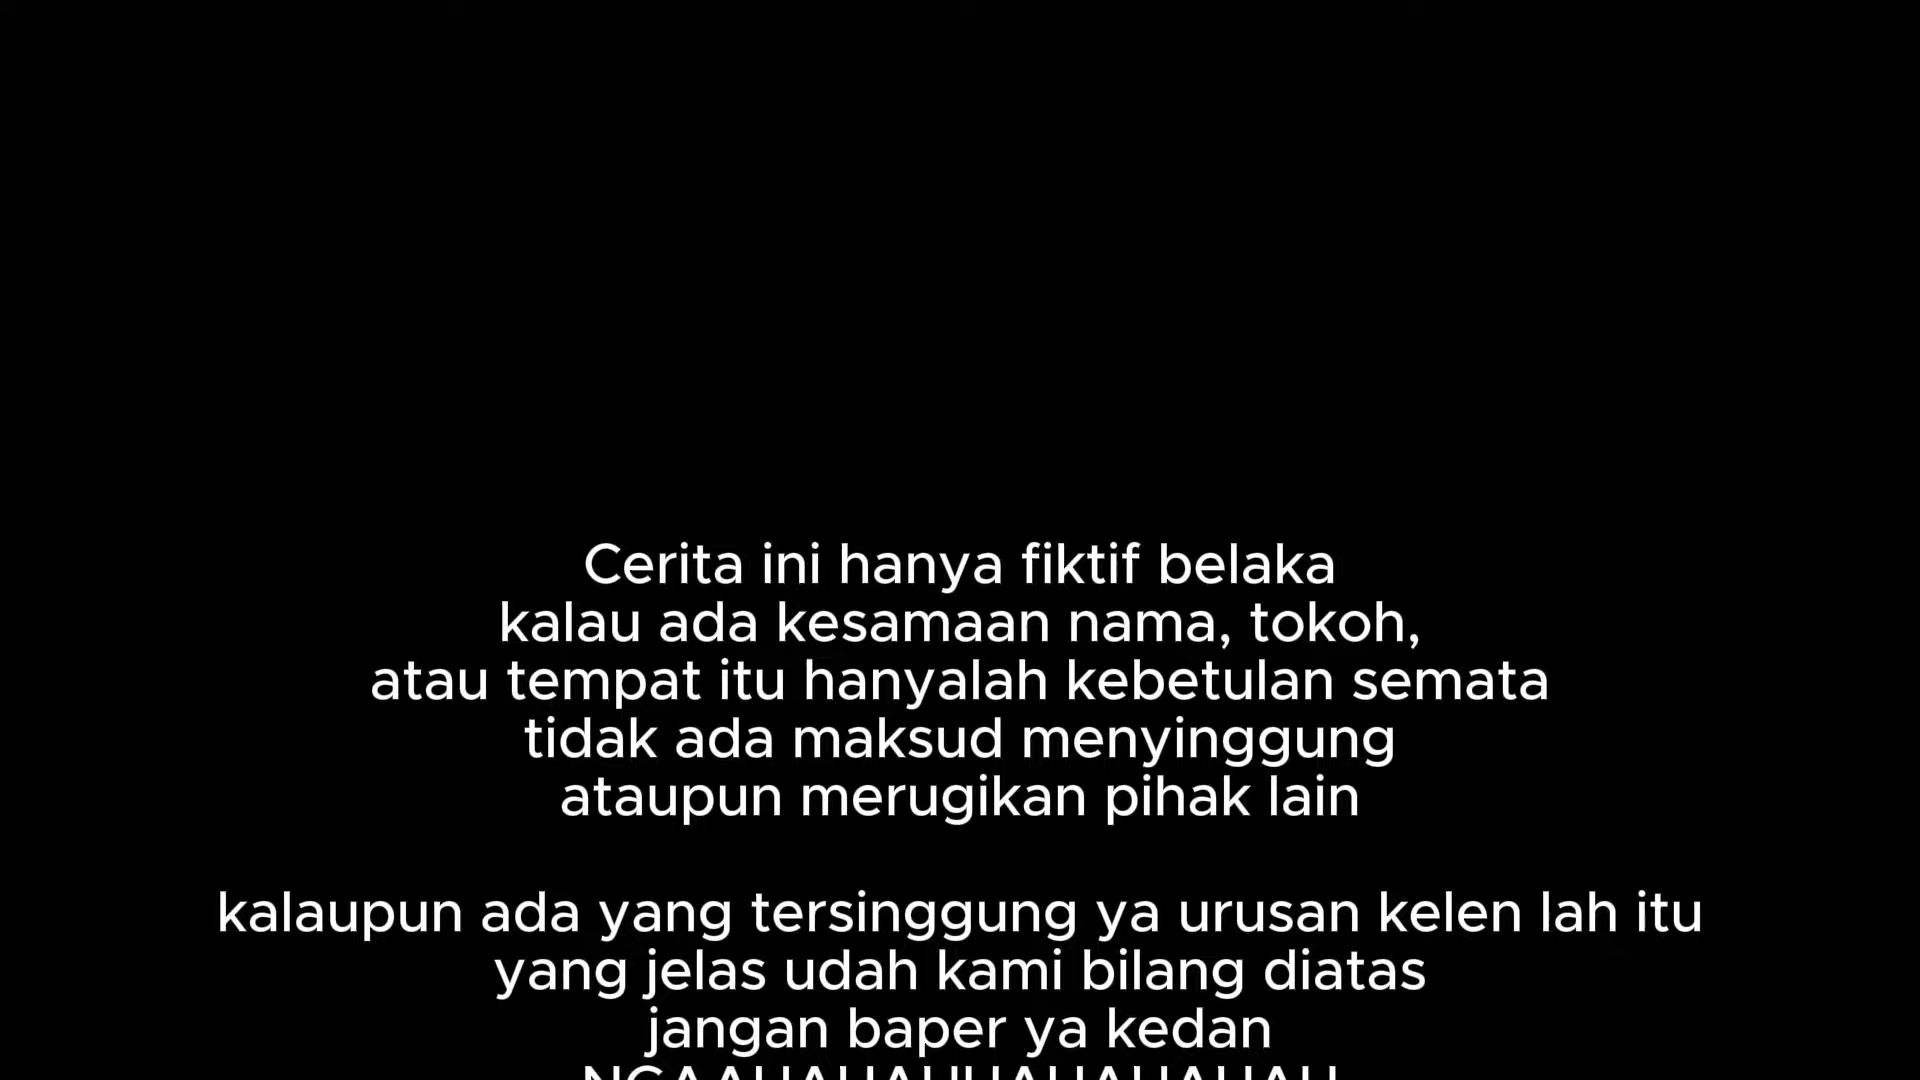 Cerita ini hanya fiktif belaka
kalau ada kesamaan nama, tokoh,
atau tempat itu hanyalah kebetulan semata
tidak ada maksud menyinggung
ataupun merugikan pihak lain
kalaupun ada yang tersinggung ya urusan kelen lah itu
yang jelas udah kami bilang diatas
jangan baper ya kedan